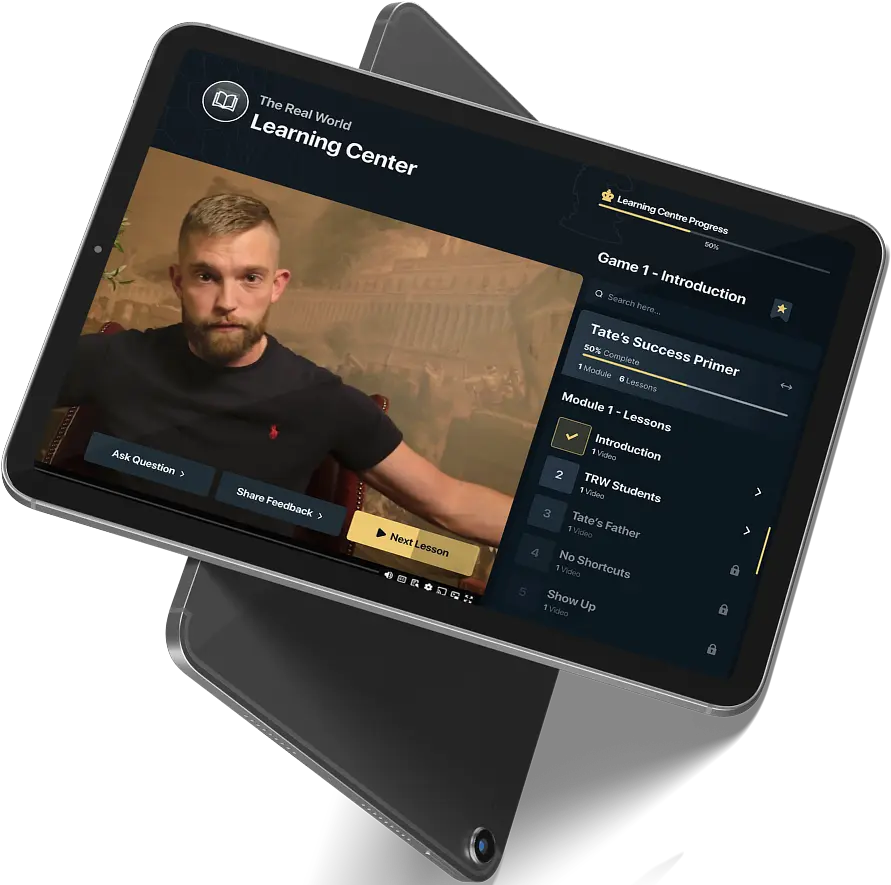 The Real World
Learning Center
Learning Centre Progress
50%
Game 1 - Introduction
Search here...
Tate's Success Primer
50% Complete
1 Module 6 Lessons
Module 1 - Lessons
Introduction
1 Video
2 TRW Students
1 Video
3 Tate's Father
1 Video
4 No Shortcuts
1 Video
5 Show Up
1 Video
Ask Question >
Share Feedback >
Next Lesson